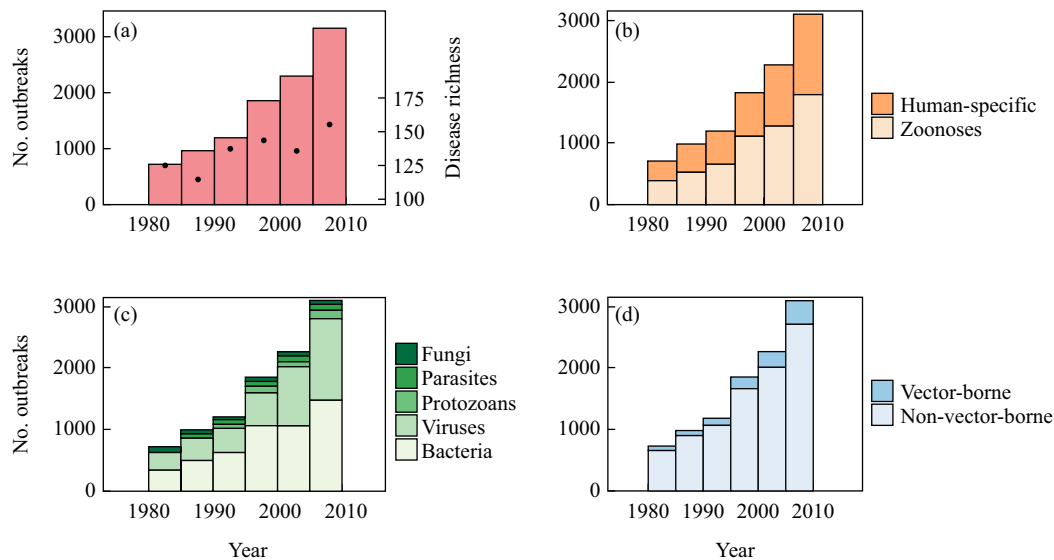 (a)
No. outbreaks
3000
2000
1000
0
175
150
125
100
Disease richness
1980
1990
2000
2010
(b)
3000
2000
1000
0
1980
1990
2000
2010
Human-specific
Zoonoses
(c)
No. outbreaks
3000
2000
1000
0
1980
1990
2000
2010
Year
Fungi
Parasites
Protozoans
Viruses
Bacteria
(d)
3000
2000
1000
0
1980
1990
2000
2010
Year
Vector-borne
Non-vector-borne